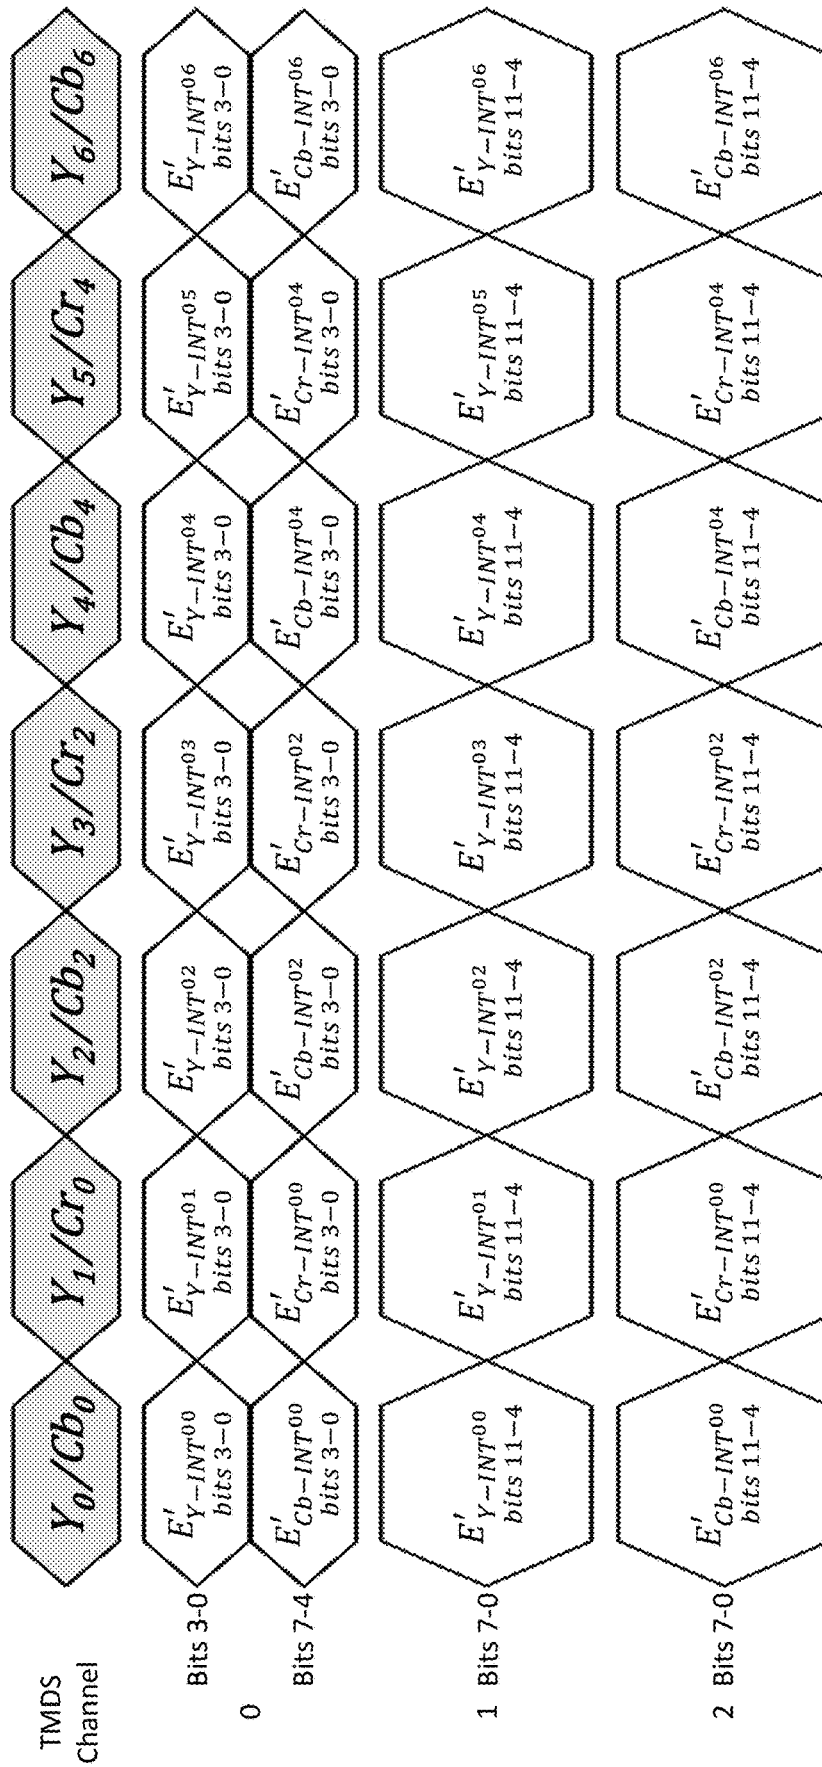 TMDS
Channel
Y₀/Cb₀
Y₁/Cr₀
Y₂/Cb₂
Y₃/Cr₂
Y₄/Cb₄
Y₅/Cr₄
Y₆/Cb₆
0
Bits 3-0
E′Y−INT⁰⁰
bits 3−0
E′Y−INT⁰¹
bits 3−0
E′Y−INT⁰²
bits 3−0
E′Y−INT⁰³
bits 3−0
E′Y−INT⁰⁴
bits 3−0
E′Y−INT⁰⁵
bits 3−0
E′Y−INT⁰⁶
bits 3−0
Bits 7-4
E′Cb−INT⁰⁰
bits 3−0
E′Cr−INT⁰⁰
bits 3−0
E′Cb−INT⁰²
bits 3−0
E′Cr−INT⁰²
bits 3−0
E′Cb−INT⁰⁴
bits 3−0
E′Cr−INT⁰⁴
bits 3−0
E′Cb−INT⁰⁶
bits 3−0
1 Bits 7-0
E′Y−INT⁰⁰
bits 11−4
E′Y−INT⁰¹
bits 11−4
E′Y−INT⁰²
bits 11−4
E′Y−INT⁰³
bits 11−4
E′Y−INT⁰⁴
bits 11−4
E′Y−INT⁰⁵
bits 11−4
E′Y−INT⁰⁶
bits 11−4
2 Bits 7-0
E′Cb−INT⁰⁰
bits 11−4
E′Cr−INT⁰⁰
bits 11−4
E′Cb−INT⁰²
bits 11−4
E′Cr−INT⁰²
bits 11−4
E′Cb−INT⁰⁴
bits 11−4
E′Cr−INT⁰⁴
bits 11−4
E′Cb−INT⁰⁶
bits 11−4